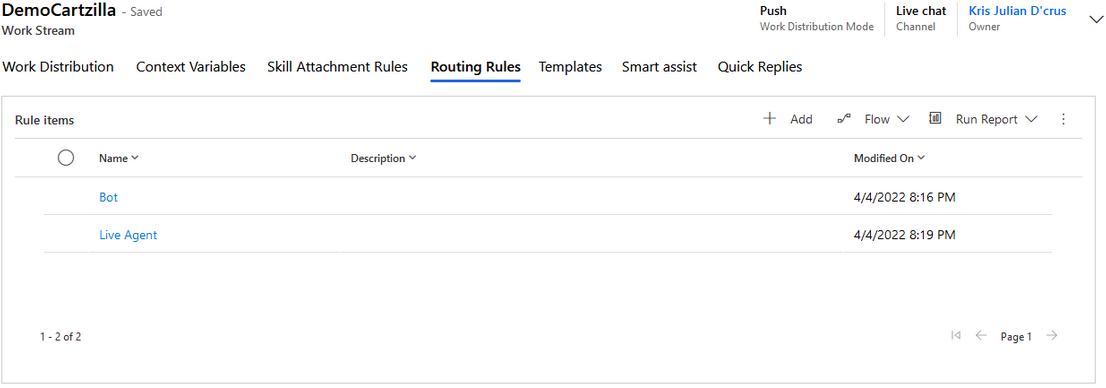 DemoCartzilla - Saved
Work Stream
Push
Work Distribution Mode
Live chat
Channel
Kris Julian D'crus
Owner
Work Distribution Context Variables Skill Attachment Rules Routing Rules Templates Smart assist Quick Replies
Rule items
Add Flow Run Report
Name Description Modified On
Bot 4/4/2022 8:16 PM
Live Agent 4/4/2022 8:19 PM
1 - 2 of 2 Page 1